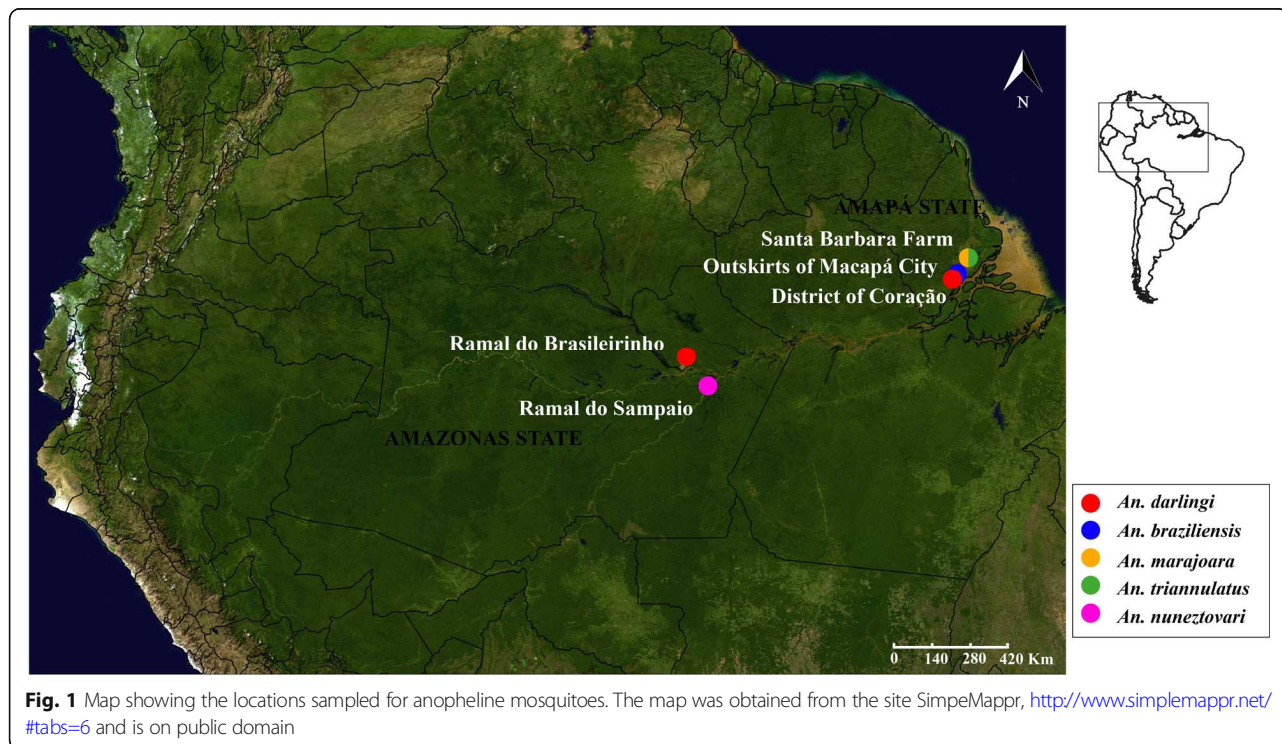 N
AMAPÁ STATE
Santa Barbara Farm
Outskirts of Macapá City
District of Coração
Ramal do Brasileirinho
Ramal do Sampaio
AMAZONAS STATE
An. darlingi
An. braziliensis
An. marajoara
An. triannulatus
An. nuneztovari
0 140 280 420 Km
Fig. 1 Map showing the locations sampled for anopheline mosquitoes. The map was obtained from the site SimpeMappr, http://www.simplemappr.net/
#tabs=6 and is on public domain